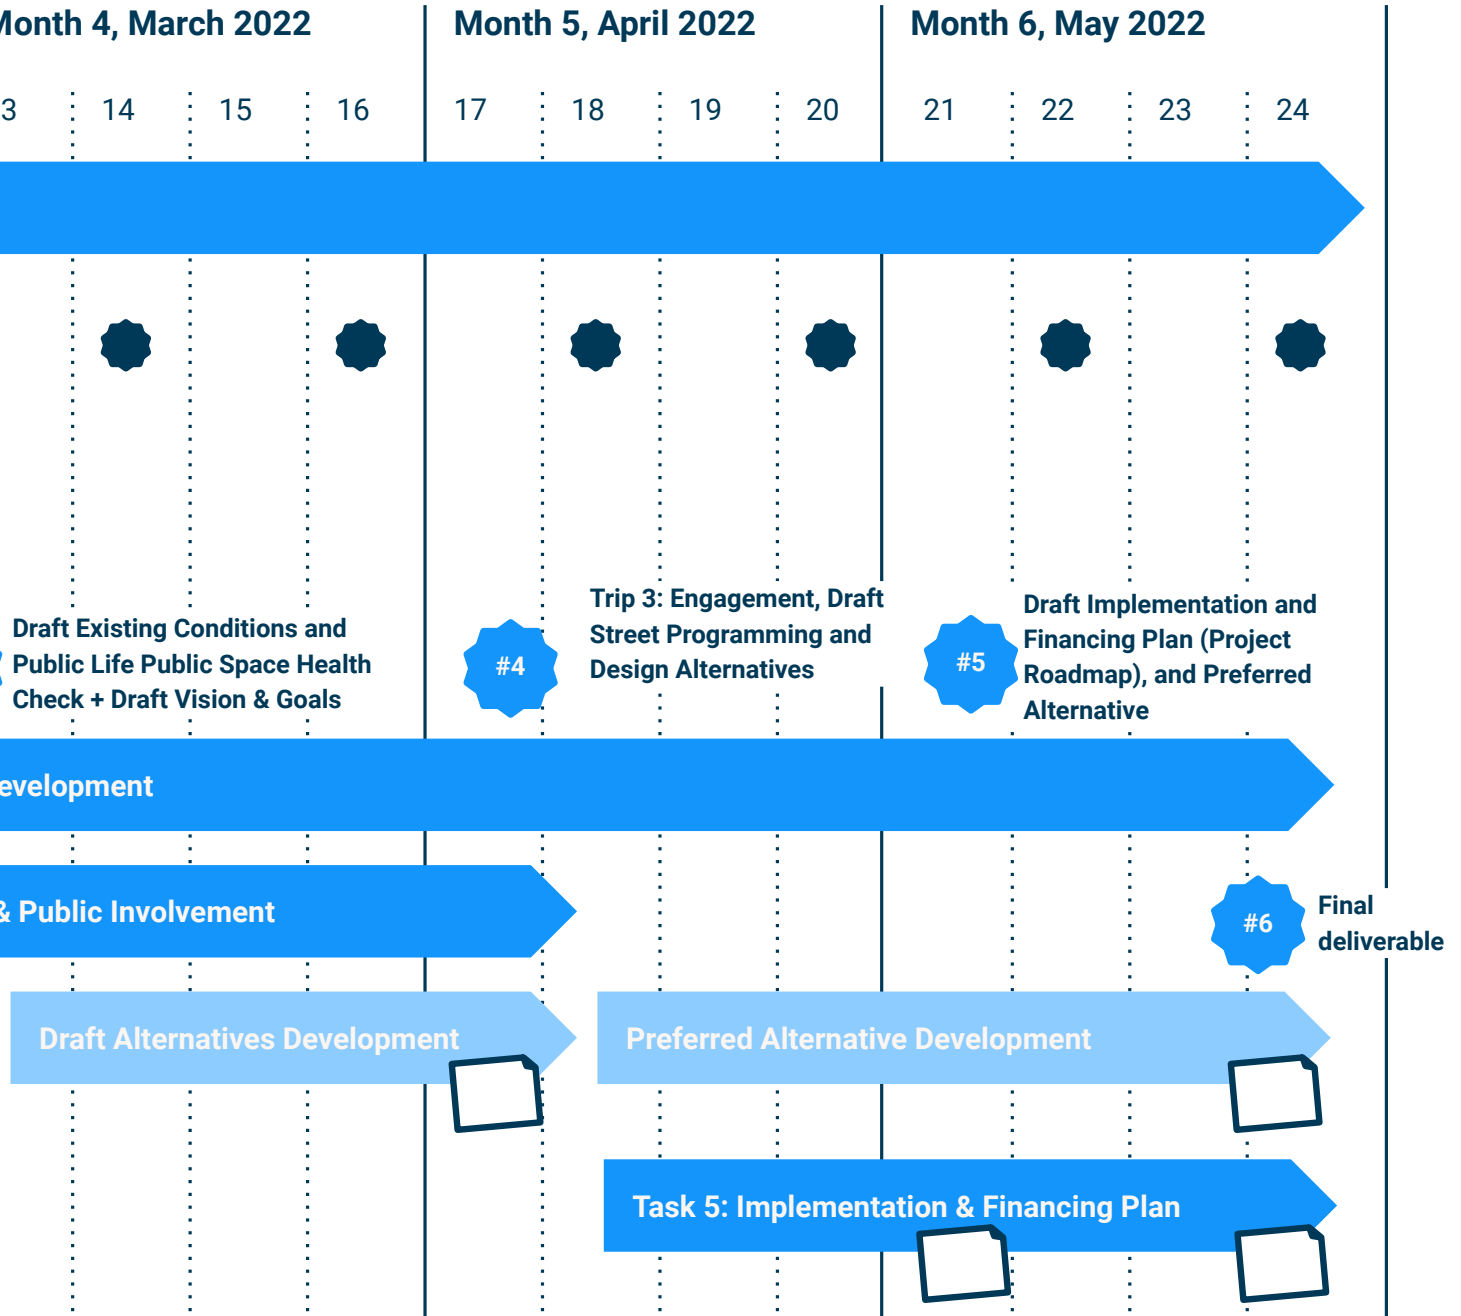 Month 4, March 2022
Month 5, April 2022
Month 6, May 2022
3
14
15
16
17
18
19
20
21
22
23
24
Draft Existing Conditions and
Public Life Public Space Health
Check + Draft Vision & Goals
#4
Trip 3: Engagement, Draft
Street Programming and
Design Alternatives
#5
Draft Implementation and
Financing Plan (Project
Roadmap), and Preferred
Alternative
evelopment
& Public Involvement
#6
Final
deliverable
Draft Alternatives Development
Preferred Alternative Development
Task 5: Implementation & Financing Plan